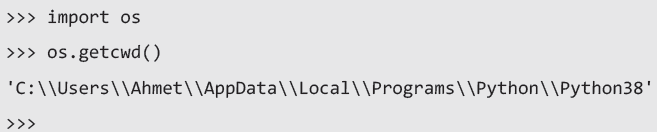 >>> import os
>>> os.getcwd()
'C:\\Users\\Ahmet\\AppData\\Local\\Programs\\Python\\Python38'
>>>